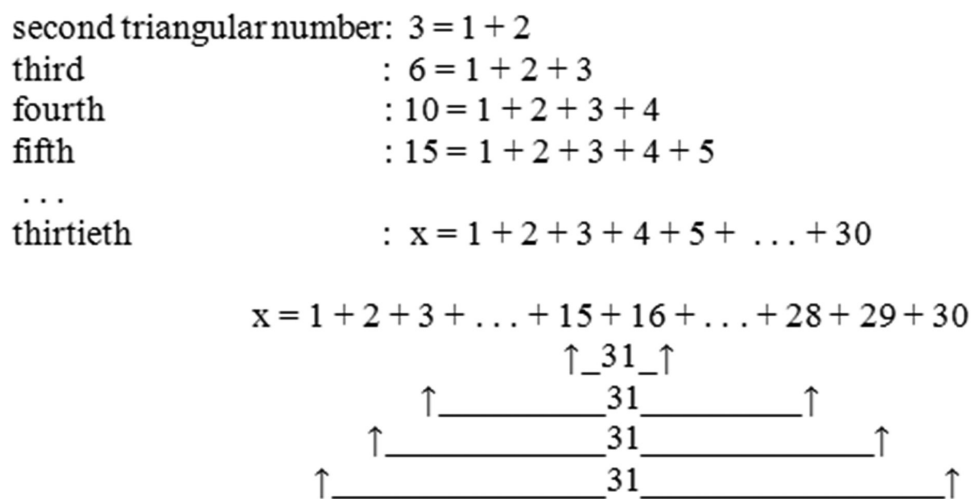 second triangular number: 3 = 1 + 2
third : 6 = 1 + 2 + 3
fourth : 10 = 1 + 2 + 3 + 4
fifth : 15 = 1 + 2 + 3 + 4 + 5
. . .
thirtieth : x = 1 + 2 + 3 + 4 + 5 + . . . + 30
x = 1 + 2 + 3 + . . . + 15 + 16 + . . . + 28 + 29 + 30
↑_31_↑
↑__________31__________↑
↑_____________31______________↑
↑_________________31__________________↑